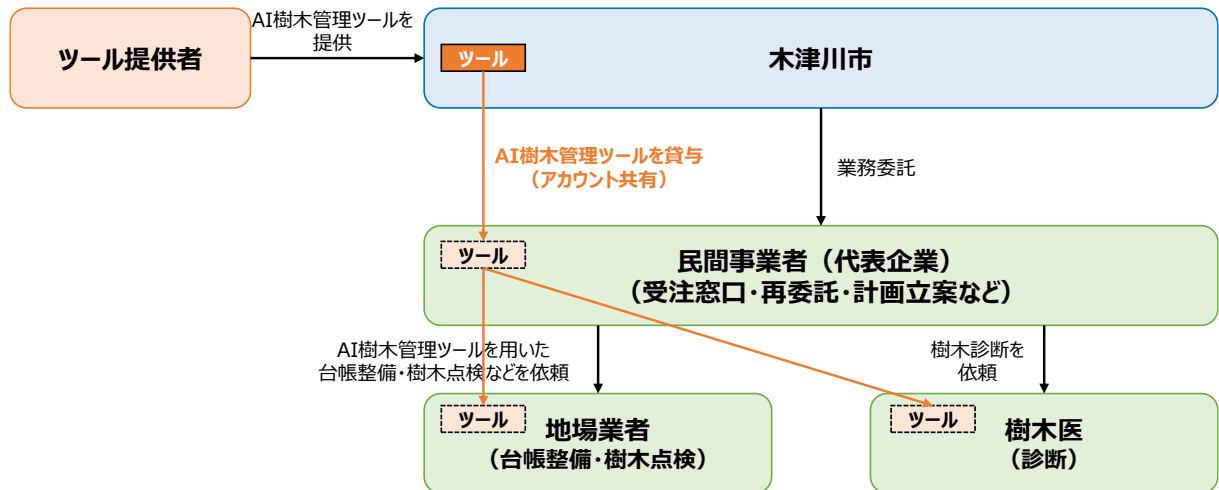 AI樹木管理ツールを
提供
ツール提供者
ツール
木津川市
AI樹木管理ツールを貸与
（アカウント共有）
業務委託
ツール
民間事業者（代表企業）
（受注窓口・再委託・計画立案など）
AI樹木管理ツールを用いた
台帳整備・樹木点検などを依頼
樹木診断を
依頼
ツール
地場業者
（台帳整備・樹木点検）
ツール
樹木医
（診断）